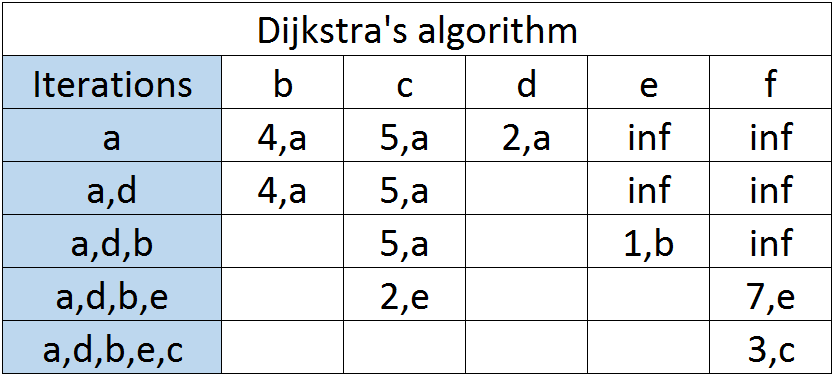 Dijkstra's algorithm
Iterations b c d e f
a 4,a 5,a 2,a inf inf
a,d 4,a 5,a inf inf
a,d,b 5,a 1,b inf
a,d,b,e 2,e 7,e
a,d,b,e,c 3,c